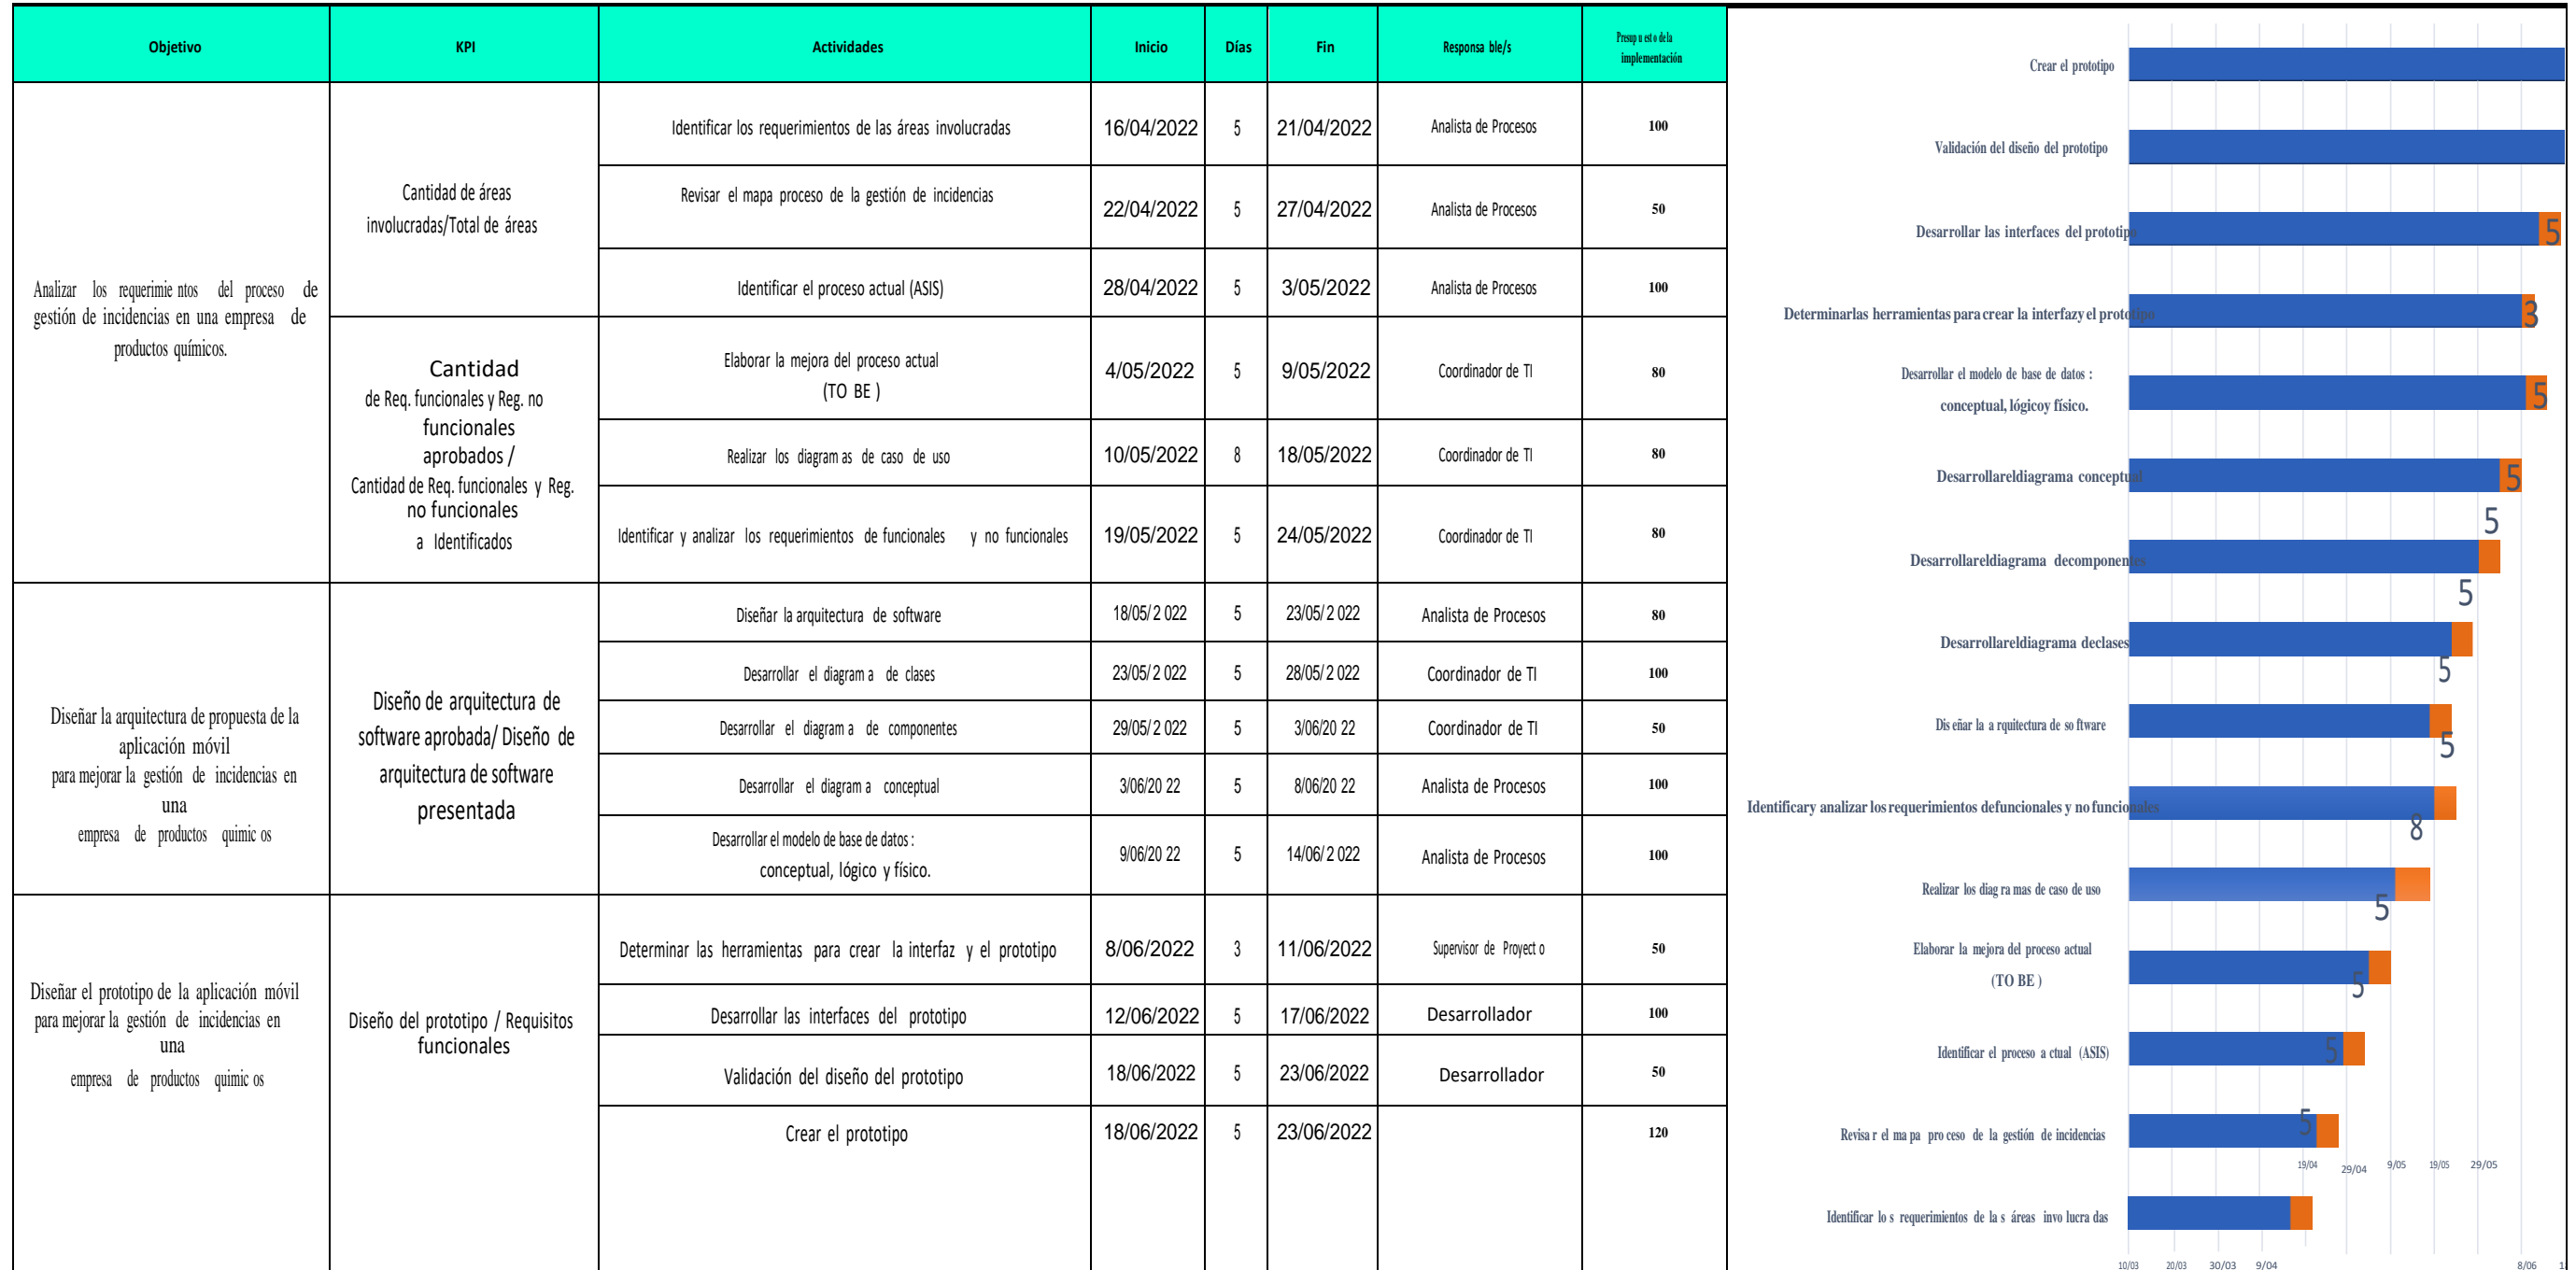 Objetivo KPI Actividades Inicio Días Fin Responsa ble/s Presup u est o de la
implementación
Analizar los requerimie ntos del proceso de
gestión de incidencias en una empresa de
productos químicos.
Cantidad de áreas
involucradas/Total de áreas
Identificar los requerimientos de las áreas involucradas 16/04/2022 5 21/04/2022 Analista de Procesos 100
Revisar el mapa proceso de la gestión de incidencias 22/04/2022 5 27/04/2022 Analista de Procesos 50
Identificar el proceso actual (ASIS) 28/04/2022 5 3/05/2022 Analista de Procesos 100
Cantidad
de Req. funcionales y Reg. no
funcionales
aprobados /
Cantidad de Req. funcionales y Reg.
no funcionales
a Identificados
Elaborar la mejora del proceso actual
(TO BE ) 4/05/2022 5 9/05/2022 Coordinador de TI 80
Realizar los diagram as de caso de uso 10/05/2022 8 18/05/2022 Coordinador de TI 80
Identificar y analizar los requerimientos de funcionales y no funcionales 19/05/2022 5 24/05/2022 Coordinador de TI 80
Diseñar la arquitectura de propuesta de la
aplicación móvil
para mejorar la gestión de incidencias en
una
empresa de productos quimic os
Diseño de arquitectura de
software aprobada/ Diseño de
arquitectura de software
presentada
Diseñar la arquitectura de software 18/05/2 022 5 23/05/2 022 Analista de Procesos 80
Desarrollar el diagram a de clases 23/05/2 022 5 28/05/2 022 Coordinador de TI 100
Desarrollar el diagram a de componentes 29/05/2 022 5 3/06/20 22 Coordinador de TI 50
Desarrollar el diagram a conceptual 3/06/20 22 5 8/06/20 22 Analista de Procesos 100
Desarrollar el modelo de base de datos :
conceptual, lógico y físico. 9/06/20 22 5 14/06/2 022 Analista de Procesos 100
Diseñar el prototipo de la aplicación móvil
para mejorar la gestión de incidencias en
una
empresa de productos quimic os
Diseño del prototipo / Requisitos
funcionales
Determinar las herramientas para crear la interfaz y el prototipo 8/06/2022 3 11/06/2022 Supervisor de Proyect o 50
Desarrollar las interfaces del prototipo 12/06/2022 5 17/06/2022 Desarrollador 100
Validación del diseño del prototipo 18/06/2022 5 23/06/2022 Desarrollador 50
Crear el prototipo 18/06/2022 5 23/06/2022 120
Crear el prototipo
Validación del diseño del prototipo
Desarrollar las interfaces del prototipo 5
Determinarlas herramientas para crear la interfazy el prototipo 3
Desarrollar el modelo de base de datos :
conceptual, lógicoy físico. 5
Desarrollareldiagrama conceptual 5
5
Desarrollareldiagrama decomponentes
5
Desarrollareldiagrama declases
5
Dis eñar la a rquitectura de so ftware
5
Identificary analizar los requerimientos defuncionales y no funcionales
8
Realizar los diag ra mas de caso de uso
5
Elaborar la mejora del proceso actual
(TO BE )
5
Identificar el proceso a ctual (ASIS) 5
Revisa r el ma pa pro ceso de la gestión de incidencias 5
19/04 29/04 9/05 19/05 29/05
Identificar lo s requerimientos de la s áreas invo lucra das
10/03 20/03 30/03 9/04 8/06